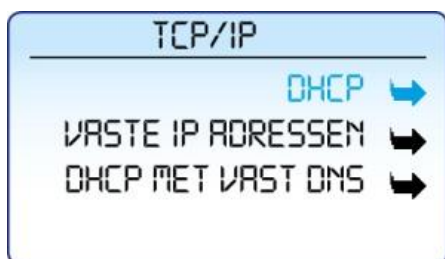 TCP/IP
DHCP
VASTE IP ADRESSEN
DHCP MET VAST DNS